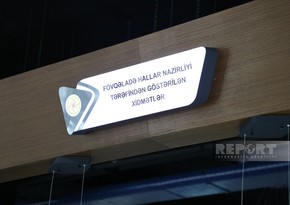 FÖVQƏLADƏ HALLAR NAZİRLİYİ
TƏRƏFİNDƏN GÖSTƏRİLƏN
XİDMƏTLƏR
REPORT